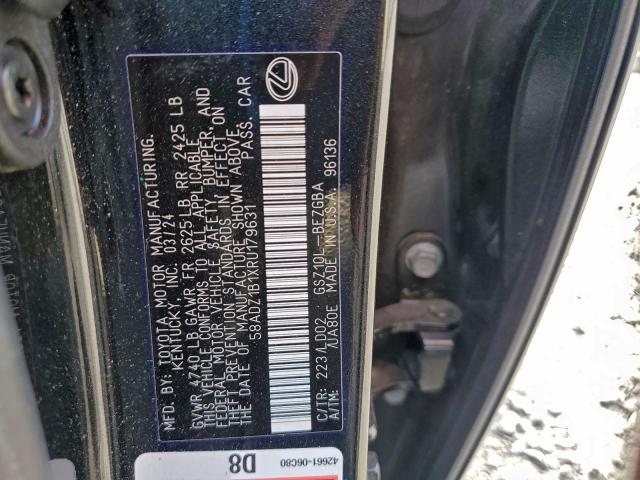 MFD. BY: TOYOTA MOTOR MANUFACTURING.
KENTUCKY, INC. 03/24
GVWR 4740 LB GAWR FR 2625 LB RR 2425 LB
THIS VEHICLE CONFORMS TO ALL APPLICABLE
FEDERAL MOTOR VEHICLE SAFETY, BUMPER, AND
THEFT PREVENTION STANDARDS IN EFFECT ON
THE DATE OF MANUFACTURE SHOWN ABOVE.
58ADZ1B1XRU179631 PASS. CAR
C/TR: 223/LD02 GSZ10L-BEZGBA
A/TM: /UA80E MADE IN U.S.A. 96136
42661-06C80
D8